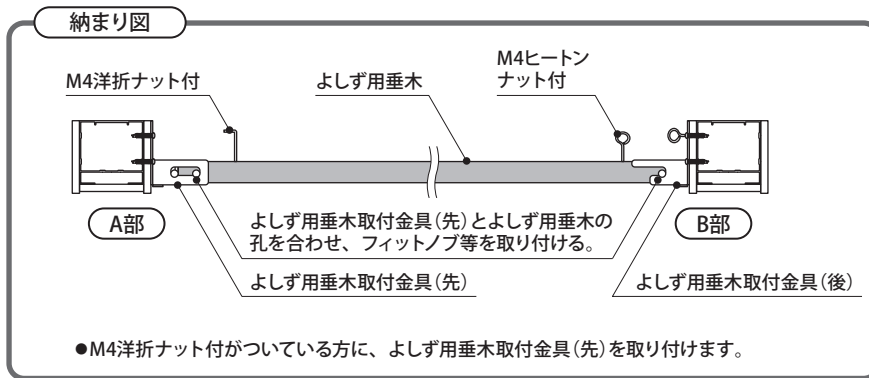 納まり図
M4洋折ナット付
よしず用垂木
M4ヒートン
ナット付
A部
B部
よしず用垂木取付金具(先)とよしず用垂木の
孔を合わせ、フィットノブ等を取り付ける。
よしず用垂木取付金具(先)
よしず用垂木取付金具(後)
●M4洋折ナット付がついている方に、よしず用垂木取付金具(先)を取り付けます。